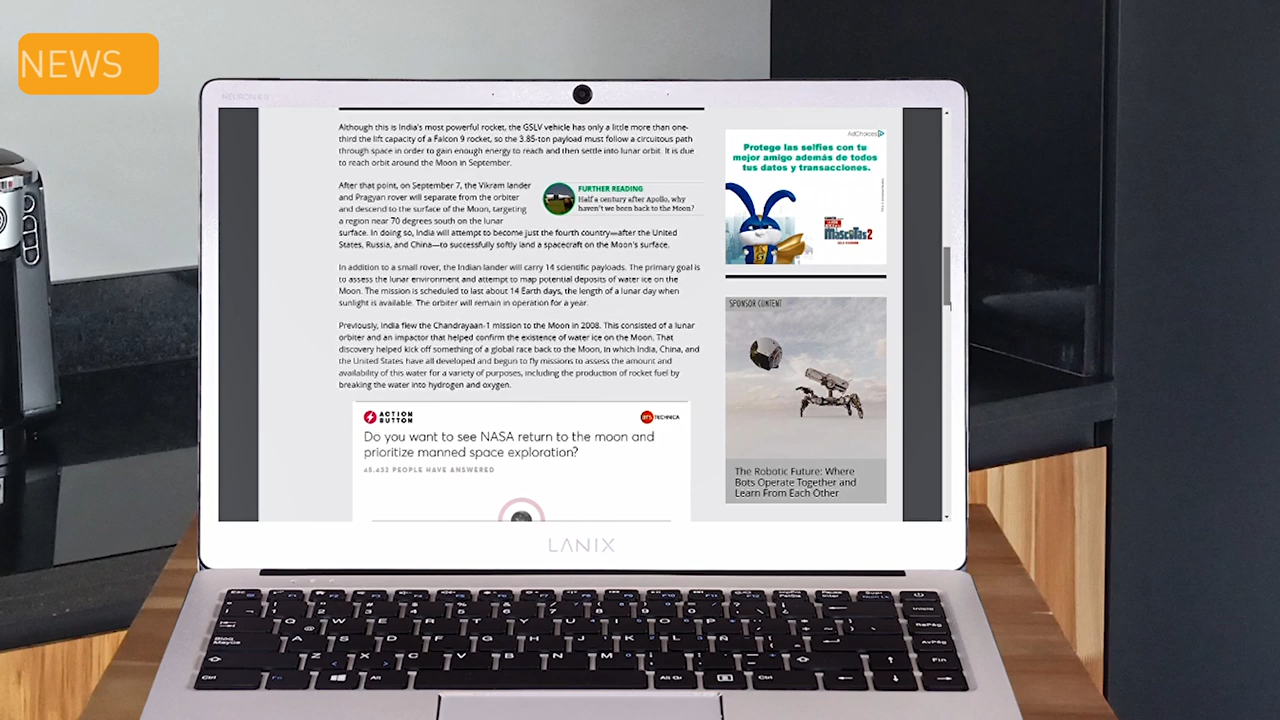 NEWS
NEURON
Although this is India's most powerful rocket, the GSLV vehicle has only a little more than one-
third the lift capacity of a Falcon 9 rocket, so the 3.85-ton payload must follow a circuitous path
through space in order to gain enough energy to reach and then settle into lunar orbit. It is due
to reach orbit around the Moon in September.
After that point, on September 7, the Vikram lander
and Pragyan rover will separate from the orbiter
and descend to the surface of the Moon, targeting
a region near 70 degrees south on the lunar
surface. In doing so, India will attempt to become just the fourth country—after the United
States, Russia, and China—to successfully softly land a spacecraft on the Moon's surface.
FURTHER READING
Half a century after Apollo, why
haven't we been back to the Moon?
In addition to a small rover, the Indian lander will carry 14 scientific payloads. The primary goal is
to assess the lunar environment and attempt to map potential deposits of water ice on the
Moon. The mission is scheduled to last about 14 Earth days, the length of a lunar day when
sunlight is available. The orbiter will remain in operation for a year.
Previously, India flew the Chandrayaan-1 mission to the Moon in 2008. This consisted of a lunar
orbiter and an impactor that helped confirm the existence of water ice on the Moon. That
discovery helped kick off something of a global race back to the Moon, in which India, China, and
the United States have all developed and begun to fly missions to assess the amount and
availability of this water for a variety of purposes, including the production of rocket fuel by
breaking the water into hydrogen and oxygen.
ACTION
BUTTON
ars TECHNICA
Do you want to see NASA return to the moon and
prioritize manned space exploration?
45,432 PEOPLE HAVE ANSWERED
AdChoices
Protege las selfies con tu
mejor amigo además de todos
tus datos y transacciones.
MASCOTAS 2
SPONSOR CONTENT
The Robotic Future: Where
Bots Operate Together and
Learn From Each Other
LANIX
Esc
Q W E R T Y U I O P
Bloq
Mayús
A S D F G H J K L Ñ
Z X C V B N M
Ctrl Fn Alt Alt Gr Ctrl
Inicio
RePág
AvPág
Fin